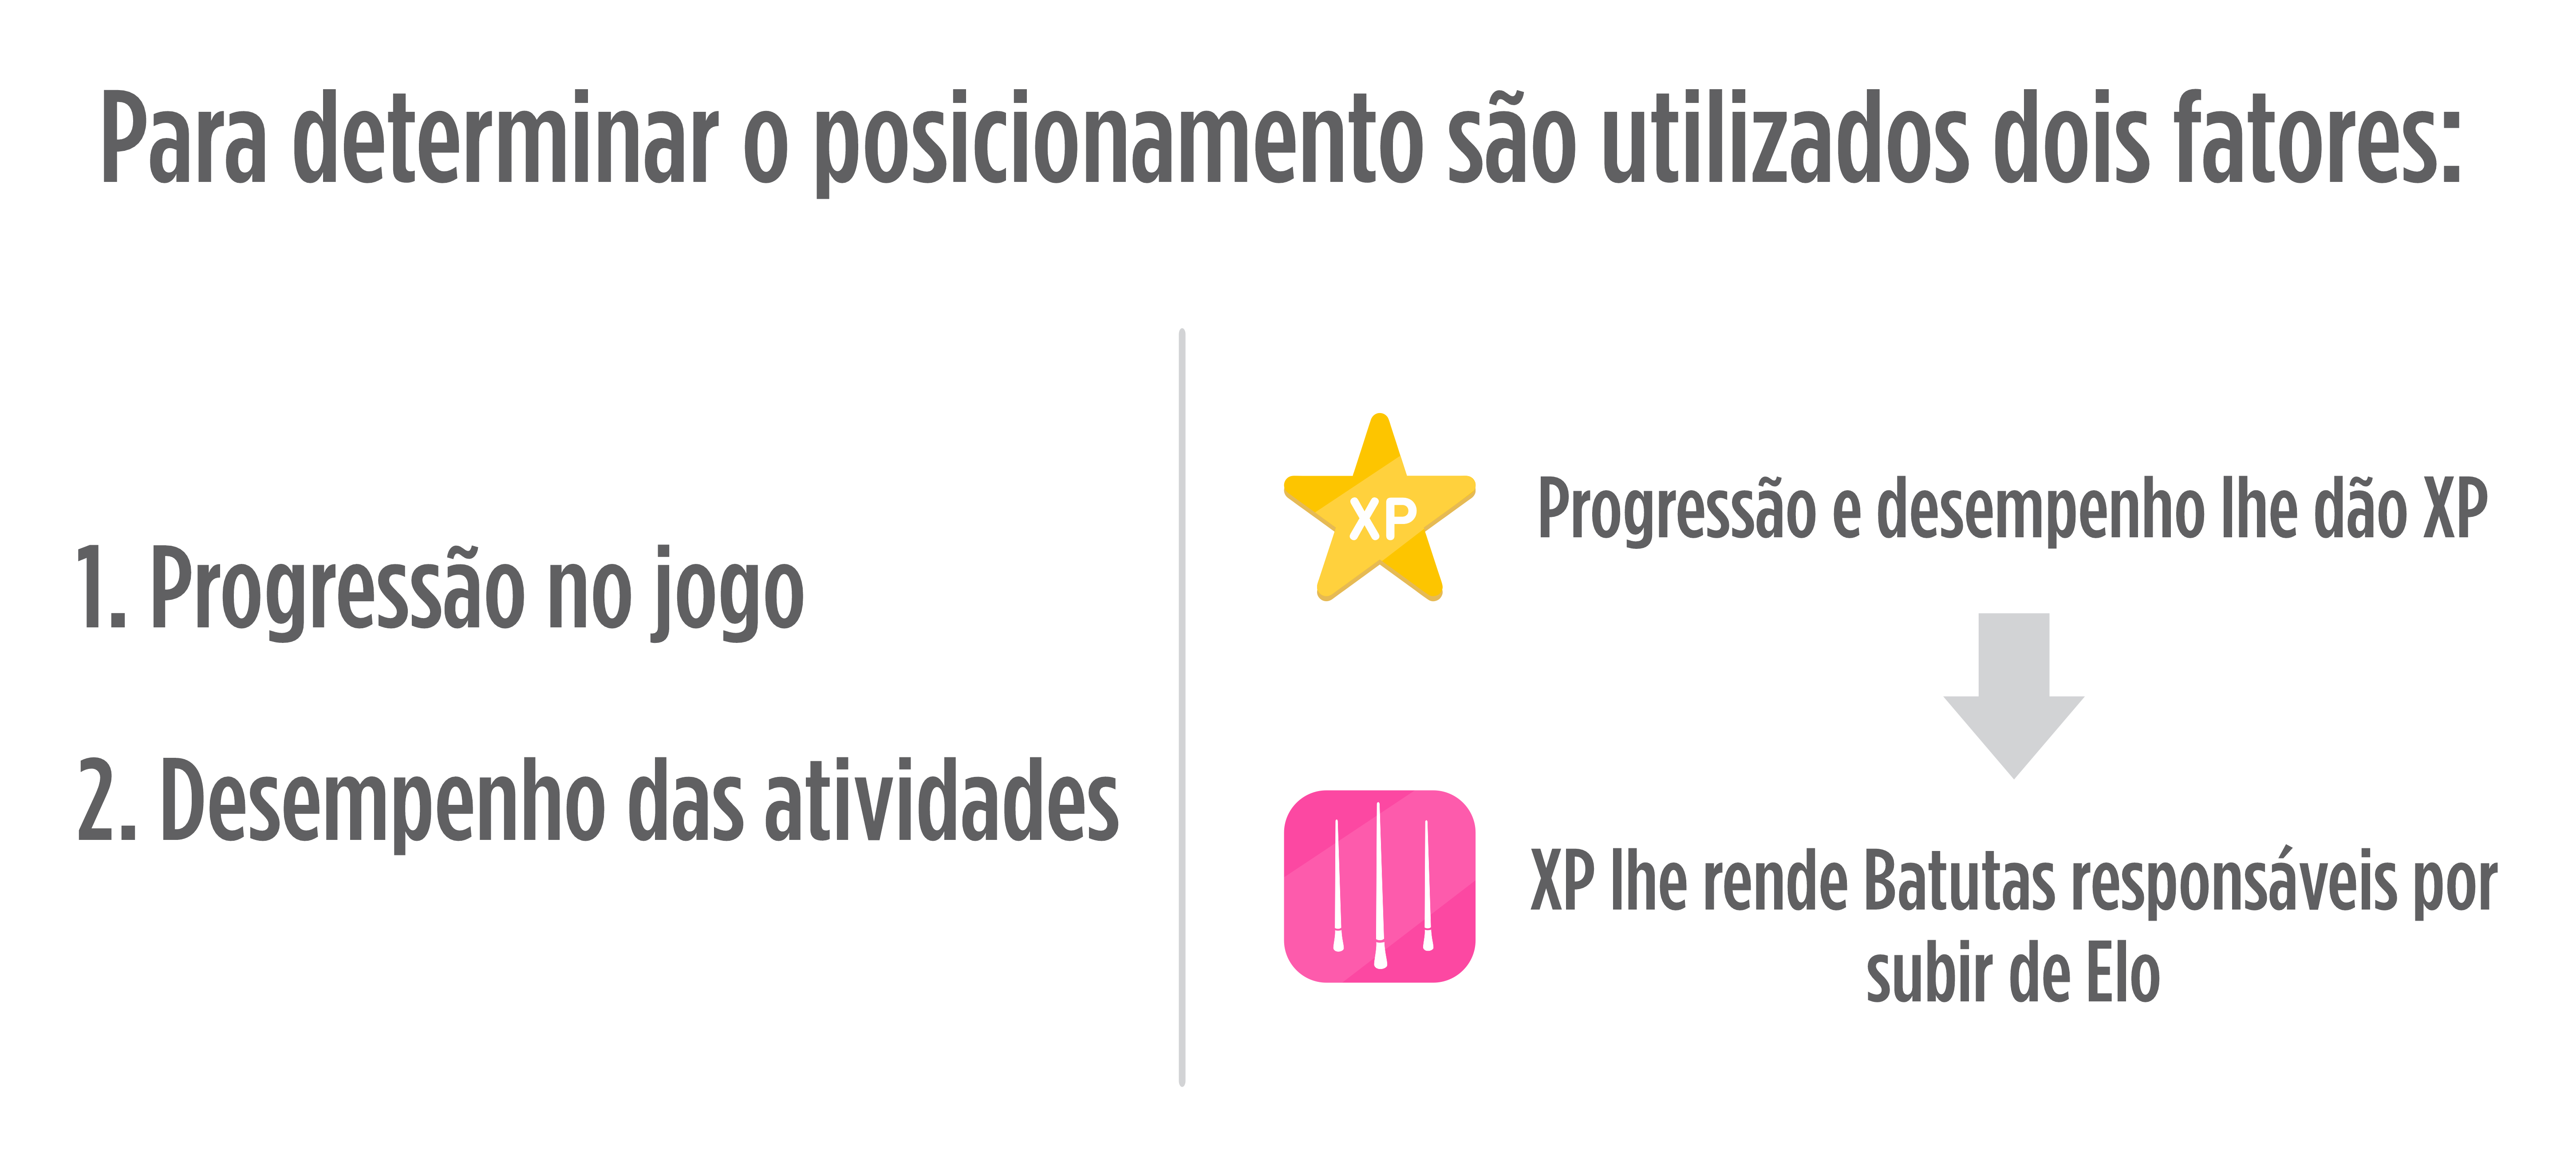 Para determinar o posicionamento são utilizados dois fatores:
1. Progressão no jogo
2. Desempenho das atividades
XP
Progressão e desempenho lhe dão XP
XP lhe rende Batutas responsáveis por
subir de Elo